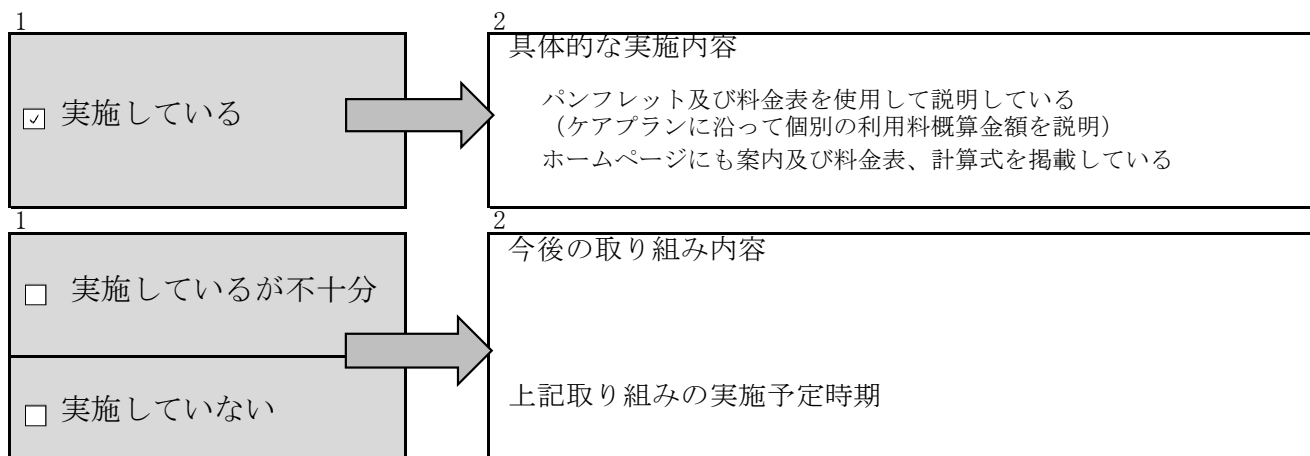 1
2
☑ 実施している
具体的な実施内容
パンフレット及び料金表を使用して説明している
（ケアプランに沿って個別の利用料概算金額を説明）
ホームページにも案内及び料金表、計算式を掲載している
1
2
□ 実施しているが不十分
□ 実施していない
今後の取り組み内容
上記取り組みの実施予定時期